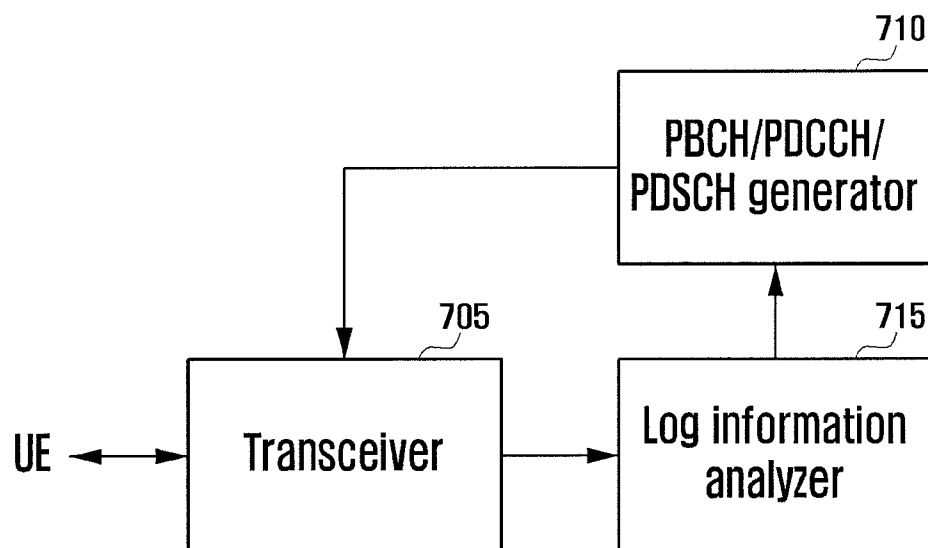 710
PBCH/PDCCH/
PDSCH generator
705
715
UE
Transceiver
Log information
analyzer